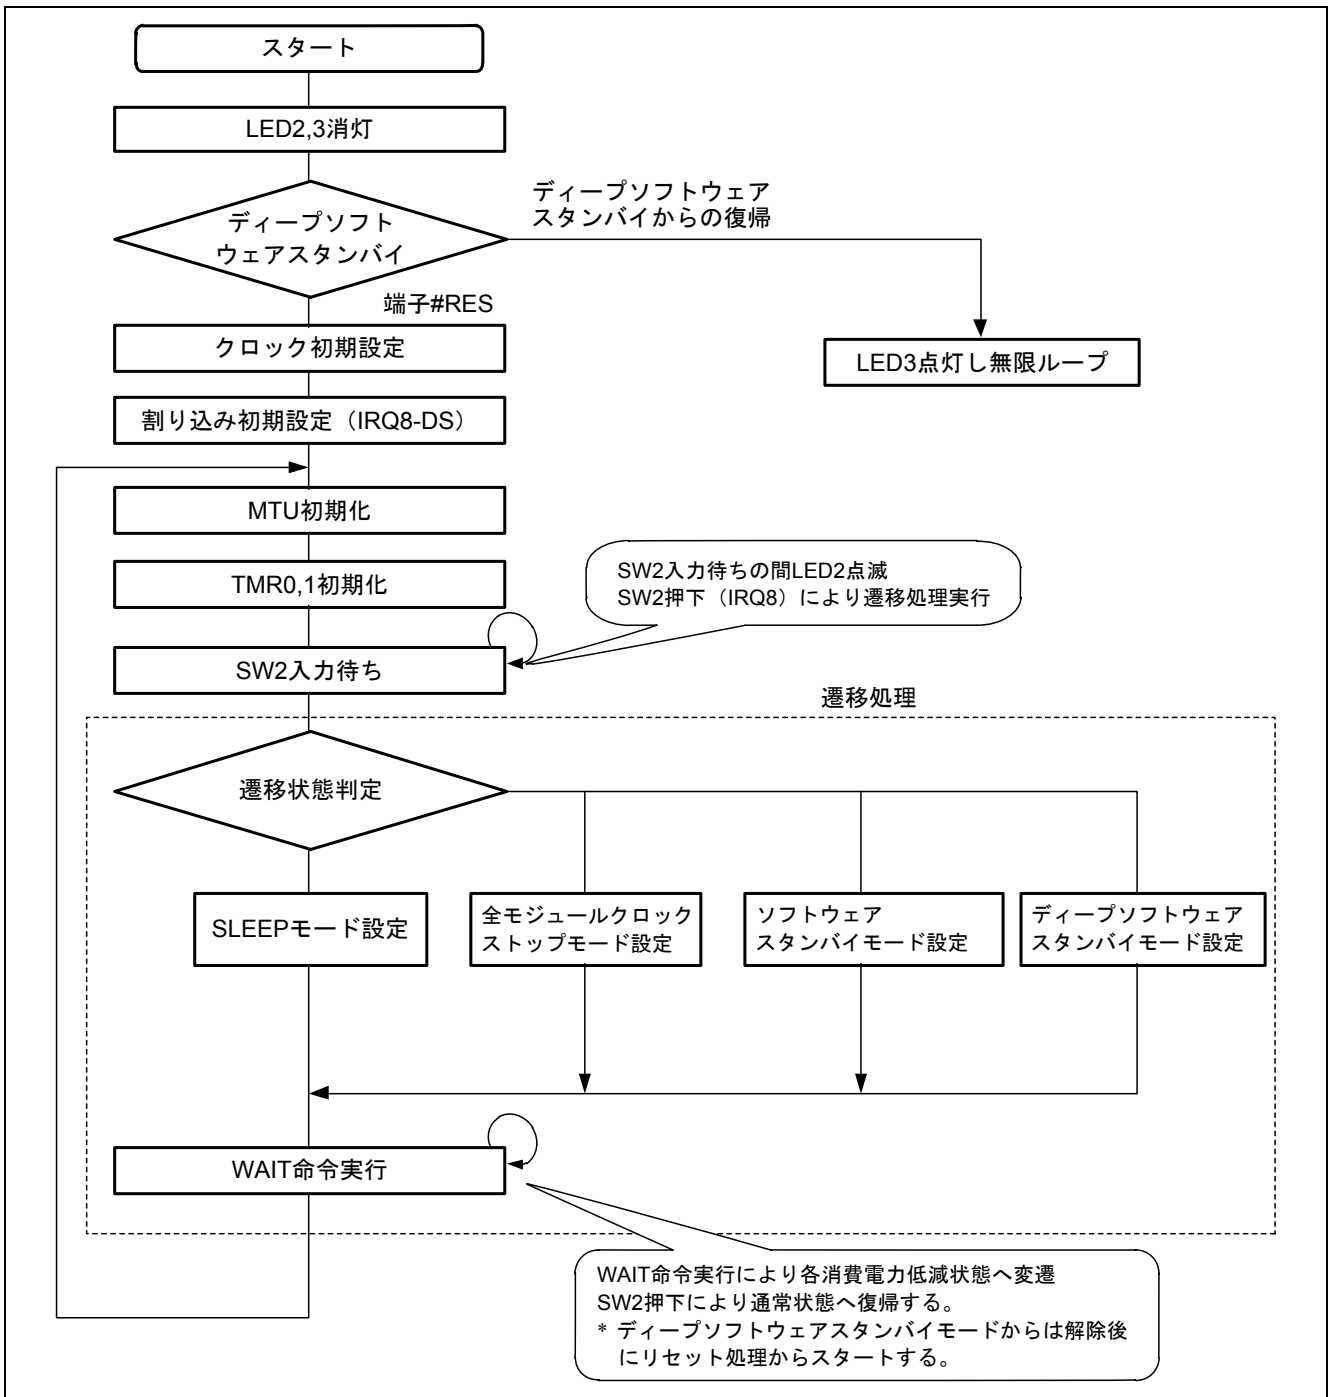 スタート
LED2,3消灯
ディープソフト
ウェアスタンバイ
ディープソフトウェア
スタンバイからの復帰
端子#RES
クロック初期設定
LED3点灯し無限ループ
割り込み初期設定（IRQ8-DS）
MTU初期化
TMR0,1初期化
SW2入力待ちの間LED2点滅
SW2押下（IRQ8）により遷移処理実行
SW2入力待ち
遷移処理
遷移状態判定
SLEEPモード設定
全モジュールクロック
ストップモード設定
ソフトウェア
スタンバイモード設定
ディープソフトウェア
スタンバイモード設定
WAIT命令実行
WAIT命令実行により各消費電力低減状態へ変遷
SW2押下により通常状態へ復帰する。
* ディープソフトウェアスタンバイモードからは解除後
にリセット処理からスタートする。